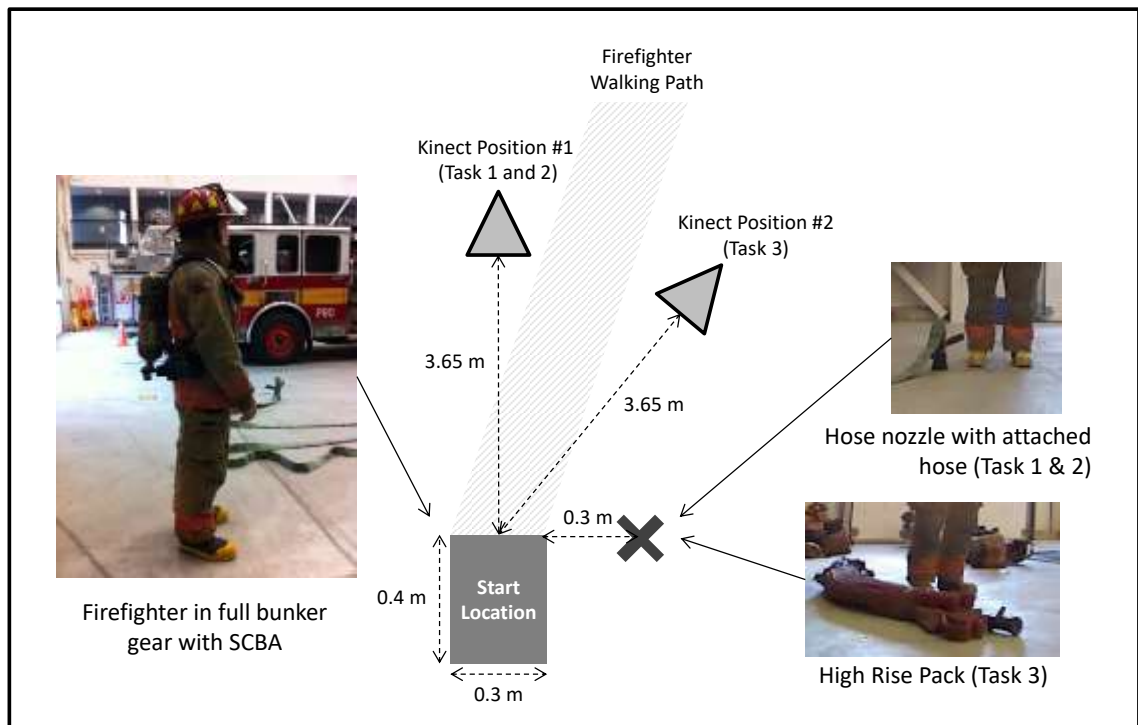 Firefighter
Walking Path
Kinect Position #1
(Task 1 and 2)
Kinect Position #2
(Task 3)
3.65 m
3.65 m
Hose nozzle with attached
hose (Task 1 & 2)
0.3 m
0.4 m
Start
Location
0.3 m
Firefighter in full bunker
gear with SCBA
High Rise Pack (Task 3)